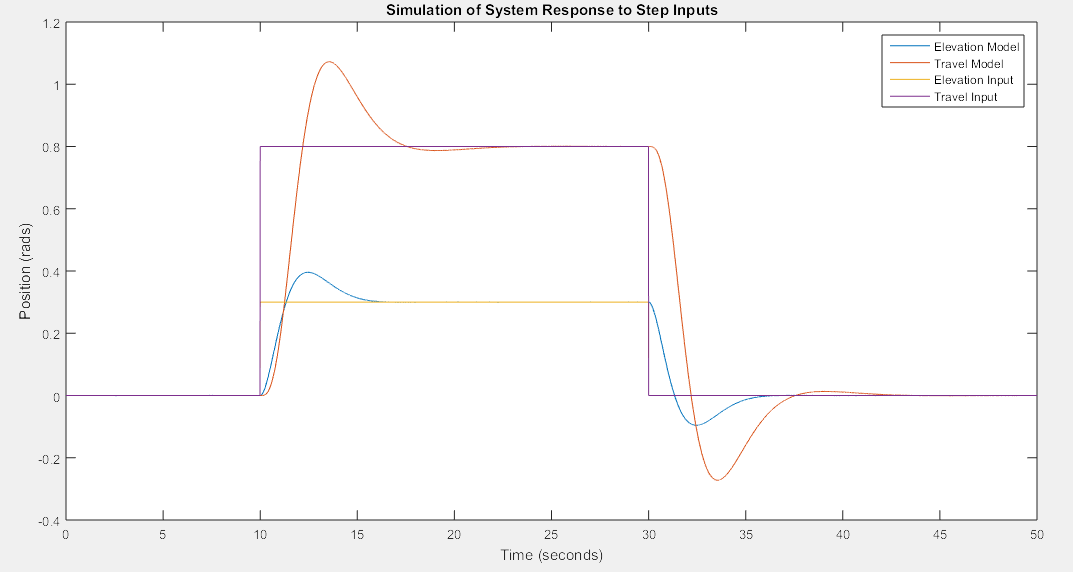 Simulation of System Response to Step Inputs
1.2
1
0.8
0.6
0.4
0.2
0
-0.2
-0.4
Position (rads)
Elevation Model
Travel Model
Elevation Input
Travel Input
0 5 10 15 20 25 30 35 40 45 50
Time (seconds)